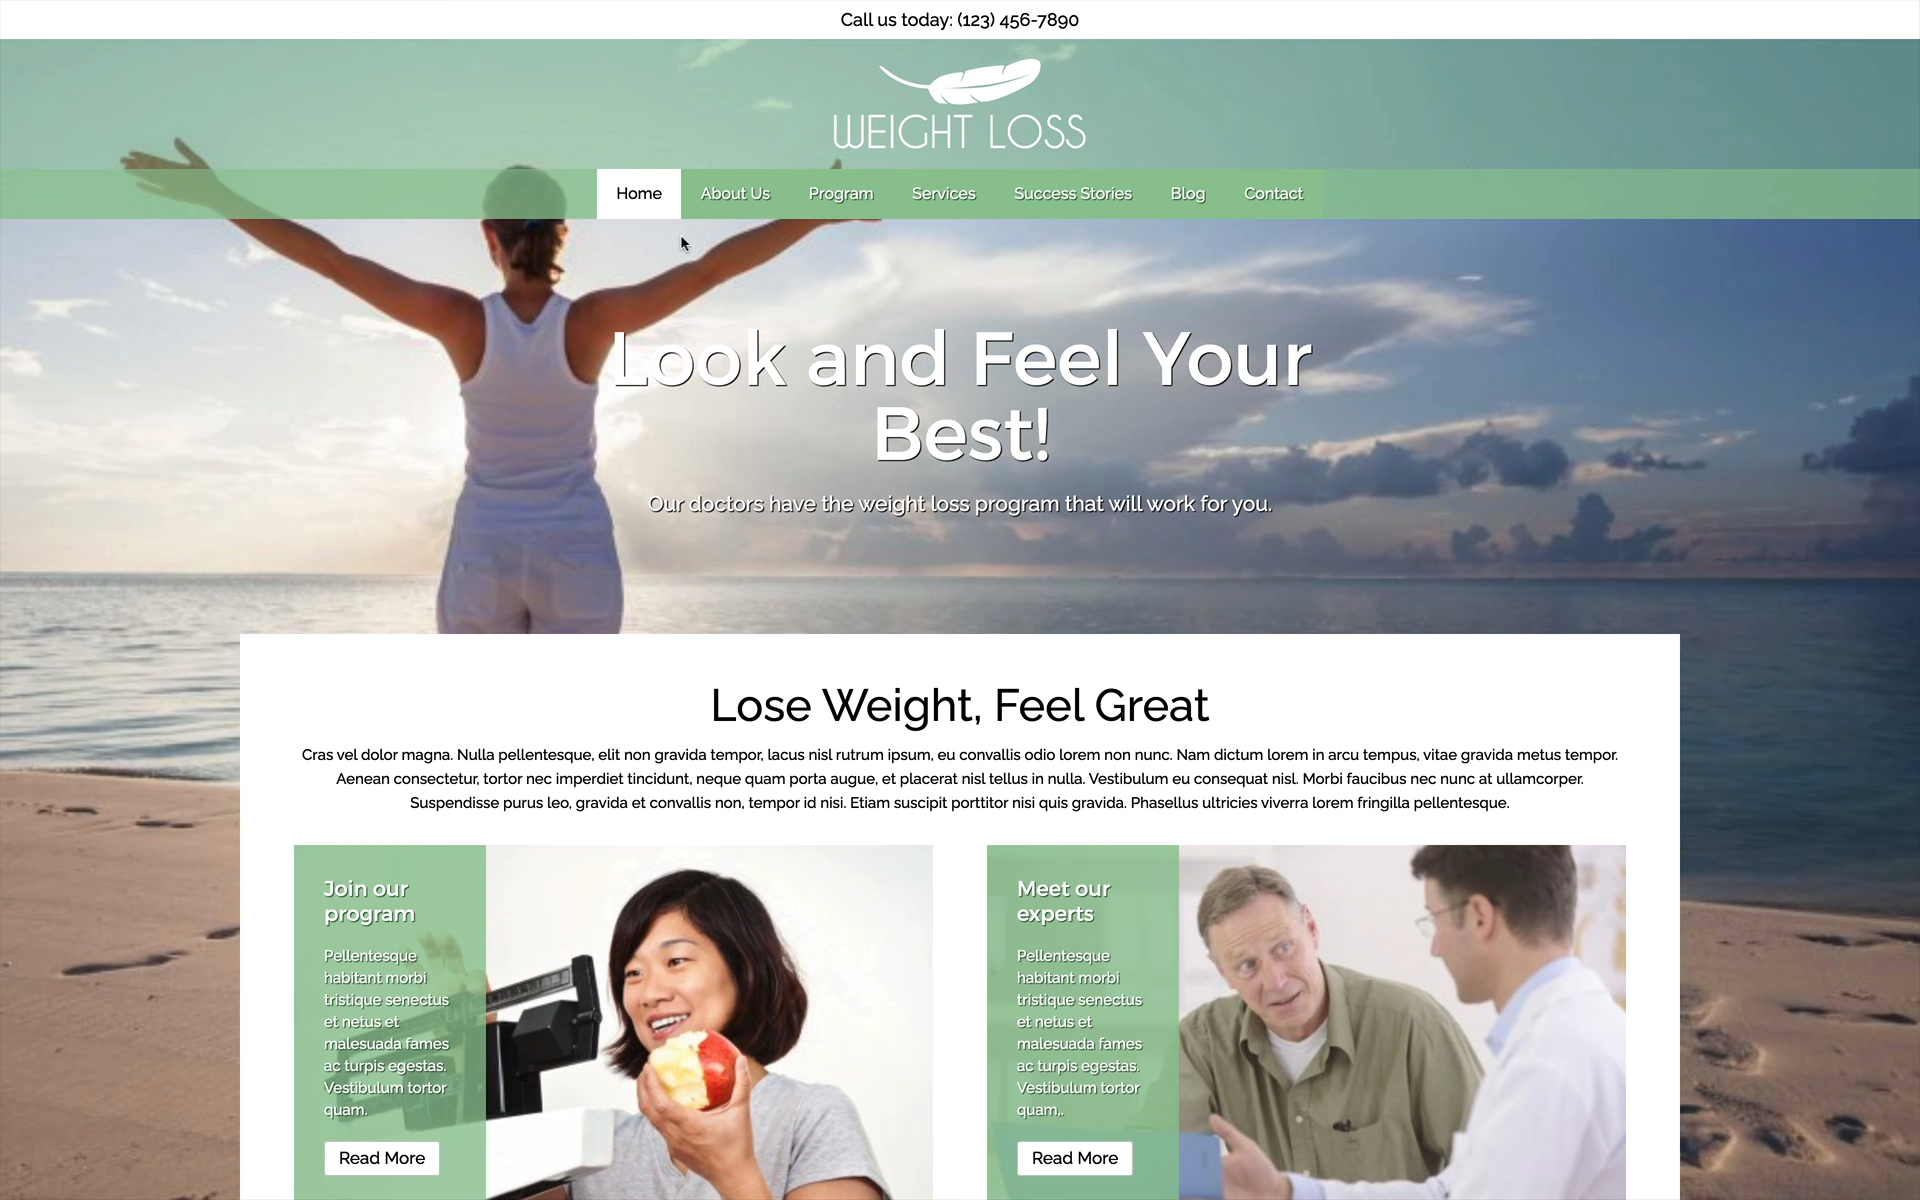 Call us today: (123) 456-7890
WEIGHT LOSS
Home About Us Program Services Success Stories Blog Contact
Look and Feel Your
Best!
Our doctors have the weight loss program that will work for you.
Lose Weight, Feel Great
Cras vel dolor magna. Nulla pellentesque, elit non gravida tempor, lacus nisl rutrum ipsum, eu convallis odio lorem non nunc. Nam dictum lorem in arcu tempus, vitae gravida metus tempor.
Aenean consectetur, tortor nec imperdiet tincidunt, neque quam porta augue, et placerat nisl tellus in nulla. Vestibulum eu consequat nisl. Morbi faucibus nec nunc at ullamcorper.
Suspendisse purus leo, gravida et convallis non, tempor id nisi. Etiam suscipit porttitor nisi quis gravida. Phasellus ultricies viverra lorem fringilla pellentesque.
Join our
program
Pellentesque
habitant morbi
tristique senectus
et netus et
malesuada fames
ac turpis egestas.
Vestibulum tortor
quam.
Read More
Meet our
experts
Pellentesque
habitant morbi
tristique senectus
et netus et
malesuada fames
ac turpis egestas.
Vestibulum tortor
quam,.
Read More